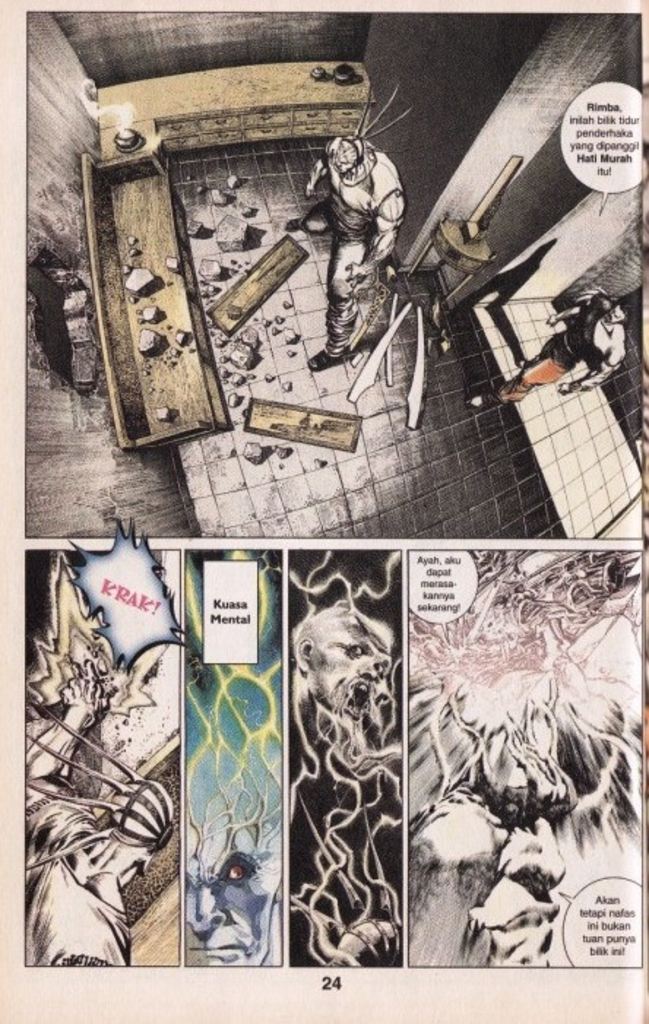 Rimba,
inilah bilik tidur
penderhaka
yang dipanggil
Hati Murah
itu!
KRAK!
Kuasa
Mental
Ayah, aku
dapat
merasa-
kannya
sekarang!
Akan
tetapi nafas
ini bukan
tuan punya
bilik ini!
24